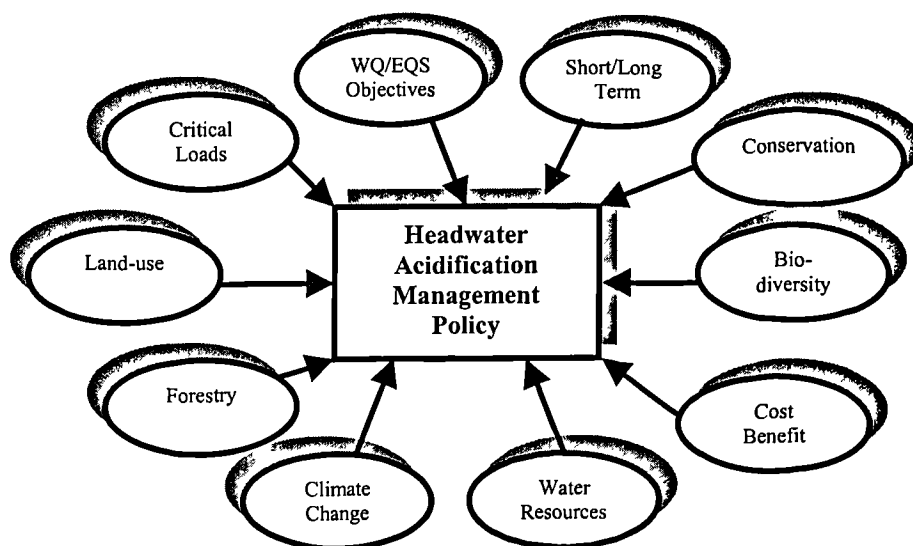 WQ/EQS
Objectives
Short/Long
Term
Critical
Loads
Conservation
Headwater
Acidification
Management
Policy
Land-use
Bio-
diversity
Forestry
Cost
Benefit
Climate
Change
Water
Resources